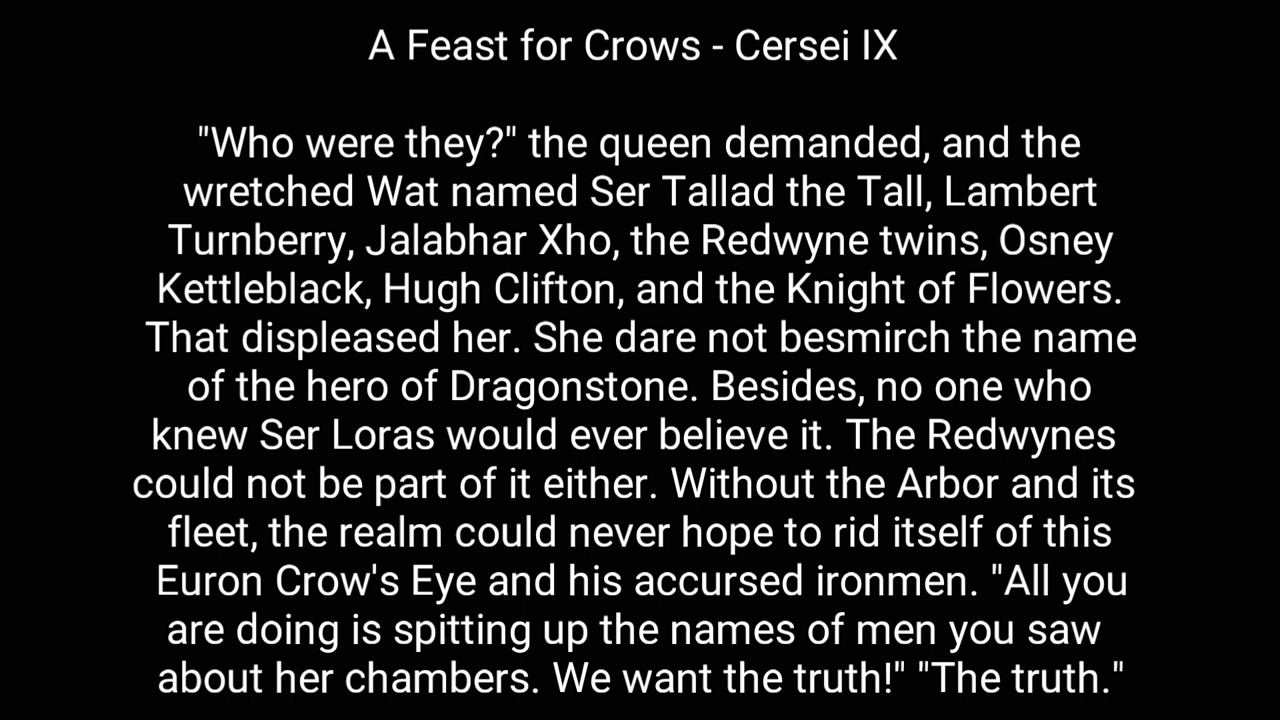 A Feast for Crows - Cersei IX
"Who were they?" the queen demanded, and the
wretched Wat named Ser Tallad the Tall, Lambert
Turnberry, Jalabhar Xho, the Redwyne twins, Osney
Kettleblack, Hugh Clifton, and the Knight of Flowers.
That displeased her. She dare not besmirch the name
of the hero of Dragonstone. Besides, no one who
knew Ser Loras would ever believe it. The Redwynes
could not be part of it either. Without the Arbor and its
fleet, the realm could never hope to rid itself of this
Euron Crow's Eye and his accursed ironmen. "All you
are doing is spitting up the names of men you saw
about her chambers. We want the truth!" "The truth."